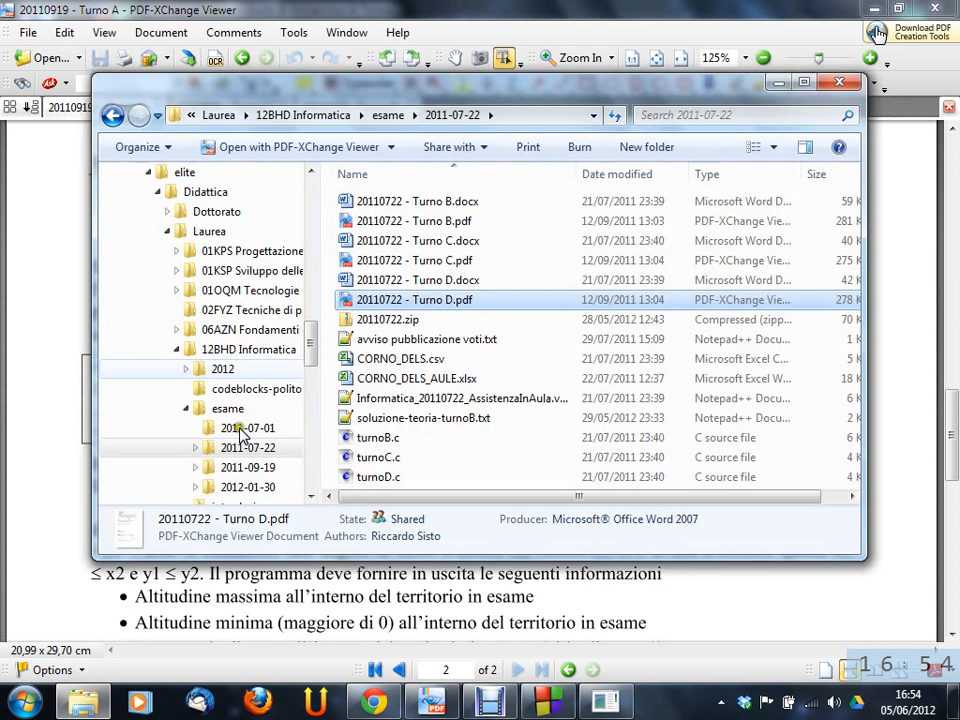 20110919 - Turno A - PDF-XChange Viewer
File Edit View Document Comments Tools Window Help
Download PDF
Creation Tools
Open... OCR Zoom In 125%
20110919
« Laurea 12BHD Informatica esame 2011-07-22
Search 2011-07-22
Organize Open with PDF-XChange Viewer Share with Print Burn New folder
elite
Didattica
Dottorato
Laurea
01KPS Progettazione
01KSP Sviluppo delle
01OQM Tecnologie
02FYZ Tecniche di p
06AZN Fondamenti
12BHD Informatica
2012
codeblocks-polito
esame
2011-07-01
2011-07-22
2011-09-19
2012-01-30
Name Date modified Type Size
20110722 - Turno B.docx 21/07/2011 23:39 Microsoft Word D... 59 K
20110722 - Turno B.pdf 12/09/2011 13:03 PDF-XChange Vie... 281 K
20110722 - Turno C.docx 21/07/2011 23:40 Microsoft Word D... 40 K
20110722 - Turno C.pdf 12/09/2011 13:04 PDF-XChange Vie... 275 K
20110722 - Turno D.docx 21/07/2011 23:39 Microsoft Word D... 42 K
20110722 - Turno D.pdf 12/09/2011 13:04 PDF-XChange Vie... 278 K
20110722.zip 28/05/2012 12:43 Compressed (zipp... 70 K
avviso pubblicazione voti.txt 29/07/2011 15:09 Notepad++ Docu... 1 K
CORNO_DELS.csv 29/07/2011 14:59 Microsoft Excel C... 5 K
CORNO_DELS_AULE.xlsx 22/07/2011 12:37 Microsoft Excel W... 18 K
Informatica_20110722_AssistenzaInAula.v... 21/07/2011 23:39 Notepad++ Docu... 6 K
soluzione-teoria-turnoB.txt 29/05/2012 23:33 Notepad++ Docu... 2 K
turnoB.c 21/07/2011 23:40 C source file 6 K
turnoC.c 21/07/2011 23:40 C source file 4 K
turnoD.c 21/07/2011 23:40 C source file 4 K
20110722 - Turno D.pdf State: Shared Producer: Microsoft® Office Word 2007
PDF-XChange Viewer Document Authors: Riccardo Sisto
≤ x2 e y1 ≤ y2. Il programma deve fornire in uscita le seguenti informazioni
• Altitudine massima all'interno del territorio in esame
• Altitudine minima (maggiore di 0) all'interno del territorio in esame
20,99 x 29,70 cm
Options 2 of 2
16:54
16:54
05/06/2012